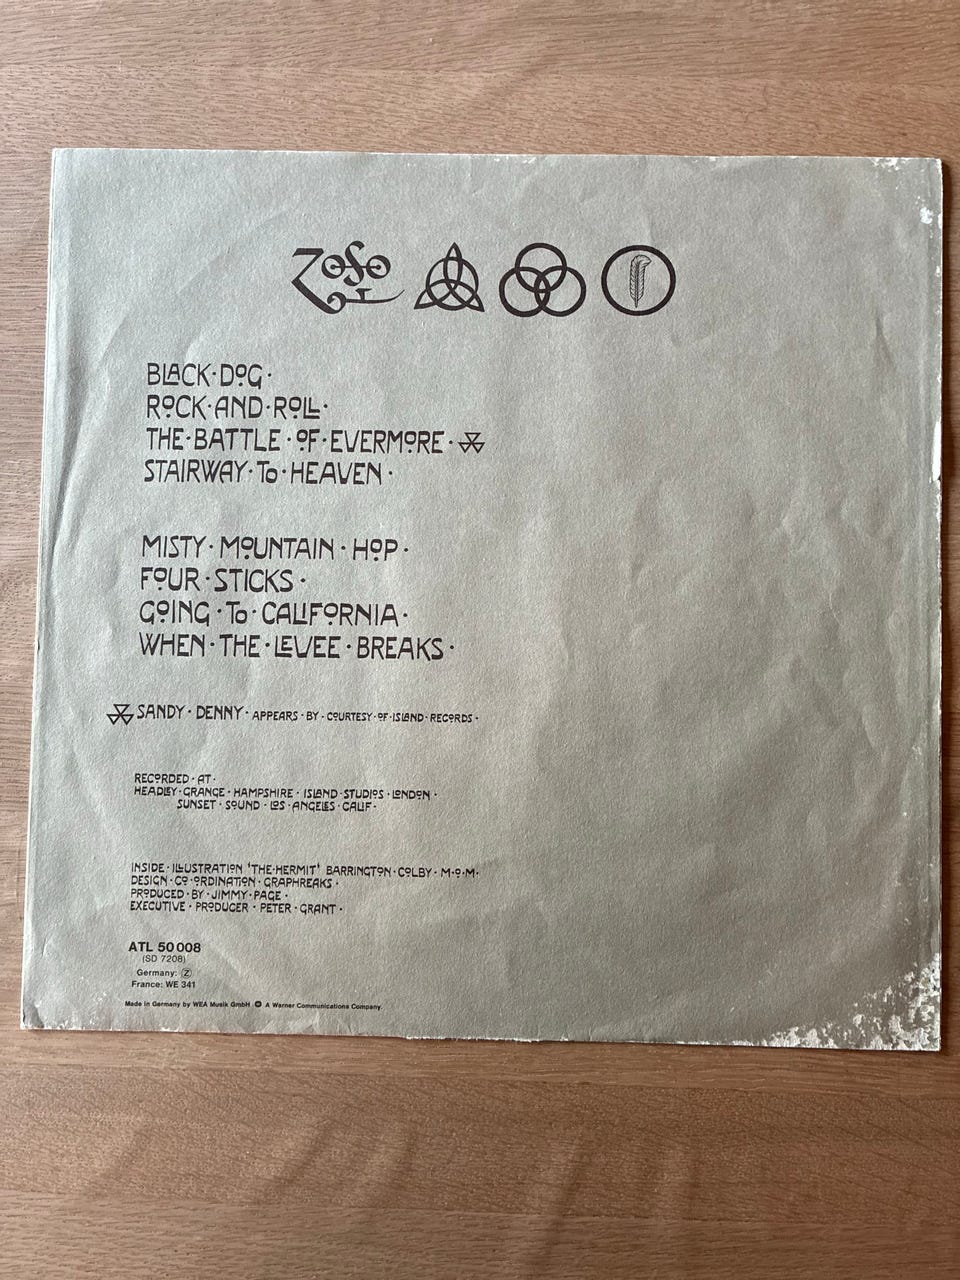 ZOSO
BLACK·DOG·
ROCK·AND·ROLL·
THE·BATTLE·OF·EVERMORE·
STAIRWAY·TO·HEAVEN·
MISTY·MOUNTAIN·HOP·
FOUR·STICKS·
GOING·TO·CALIFORNIA·
WHEN·THE·LEVEE·BREAKS·
SANDY·DENNY·APPEARS·BY·COURTESY·OF·ISLAND·RECORDS·
RECORDED·AT·
HEADLEY·GRANGE·HAMPSHIRE·ISLAND·STUDIOS·LONDON·
SUNSET·SOUND·LOS·ANGELES·CALIF·
INSIDE·ILLUSTRATION 'THE·HERMIT' BARRINGTON·COLBY·M·O·M·
DESIGN·CO·ORDINATION·GRAPHREAKS·
PRODUCED·BY·JIMMY·PAGE·
EXECUTIVE·PRODUCER·PETER·GRANT·
ATL 50 008
(SD 7208)
Germany: Ⓩ
France: WE 341
Made in Germany by WEA Musik GmbH A Warner Communications Company.